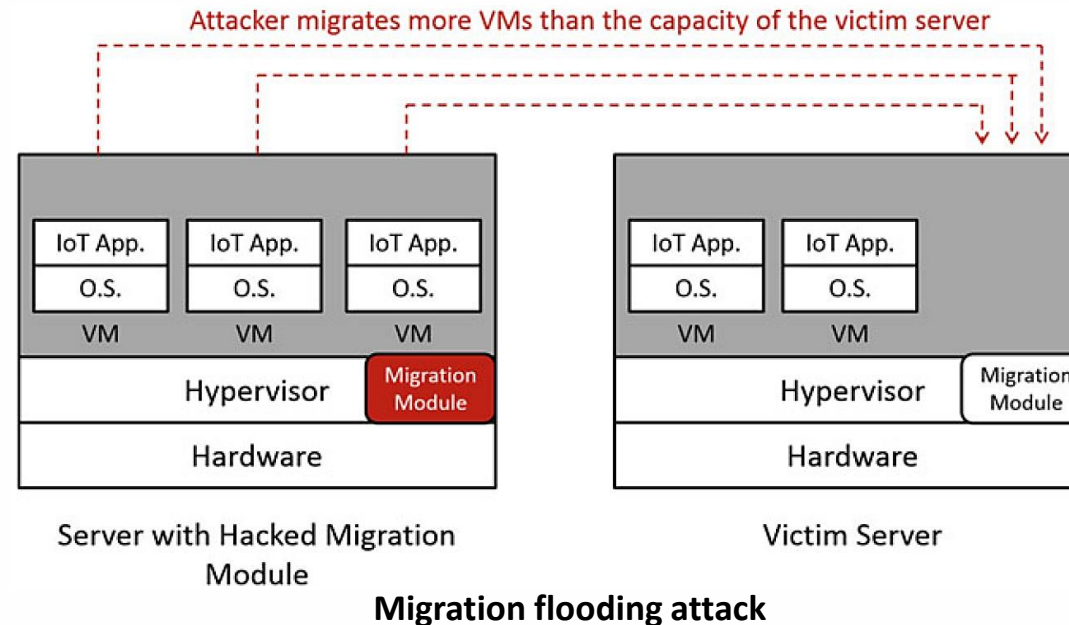 Attacker migrates more VMs than the capacity of the victim server
IoT App. IoT App. IoT App.
O.S. O.S. O.S.
VM VM VM
Hypervisor
Migration
Module
Hardware
Server with Hacked Migration
Module
IoT App. IoT App.
O.S. O.S.
VM VM
Hypervisor
Migration
Module
Hardware
Victim Server
Migration flooding attack